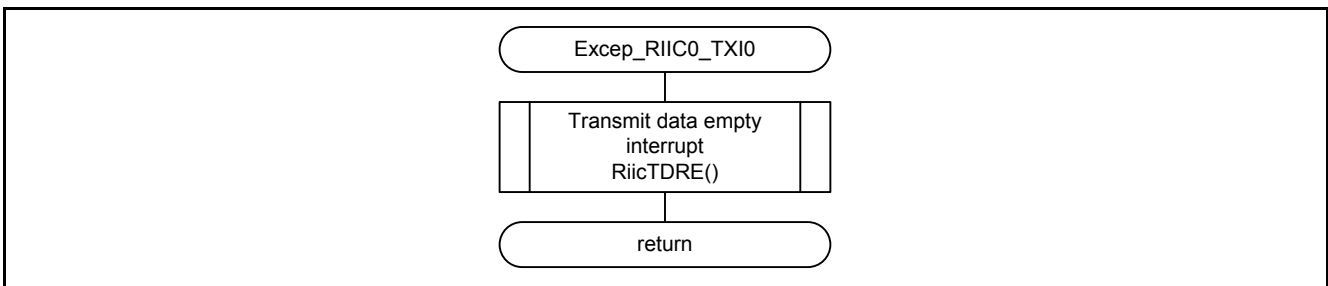 Excep_RIIC0_TXI0
Transmit data empty
interrupt
RiicTDRE()
return